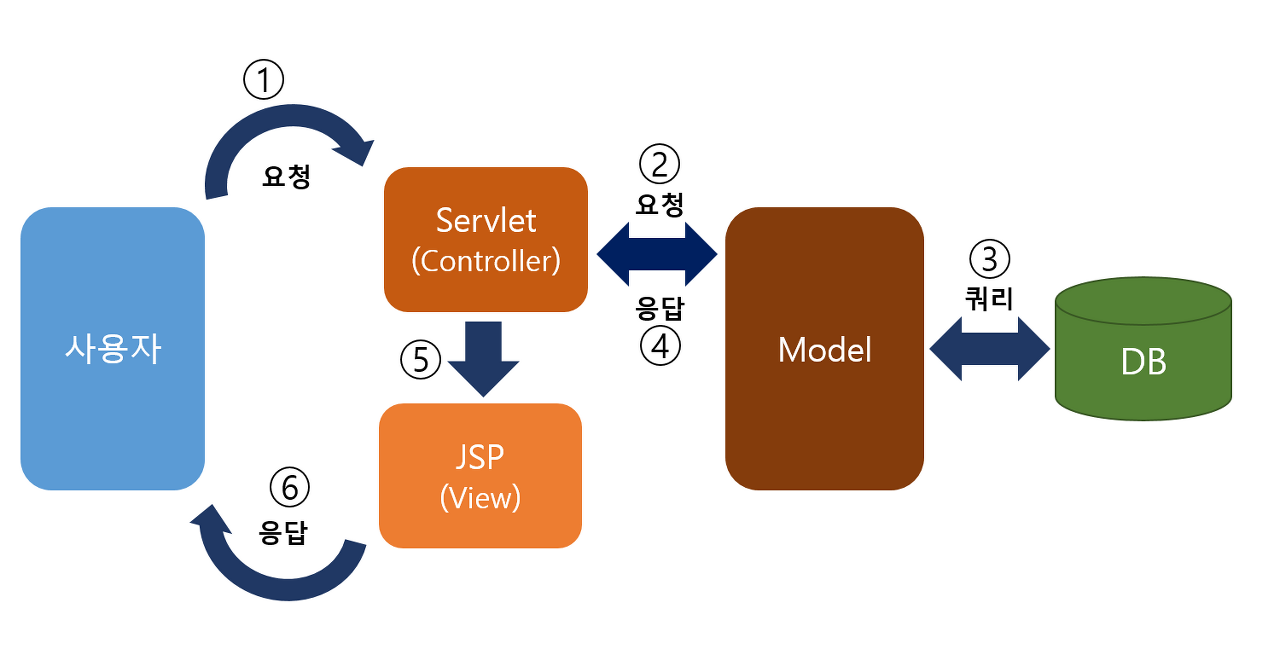 ①
요청
사용자
Servlet
(Controller)
②
요청
응답
④
Model
③
쿼리
DB
⑤
JSP
(View)
⑥
응답